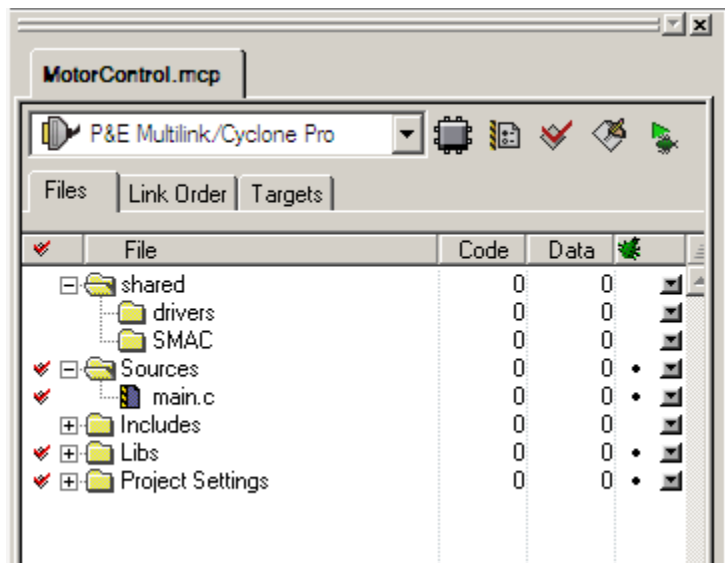 MotorControl.mcp
P&E Multilink/Cyclone Pro
Files Link Order Targets
File Code Data
shared 0 0
drivers 0 0
SMAC 0 0
Sources 0 0
main.c 0 0
Includes 0 0
Libs 0 0
Project Settings 0 0